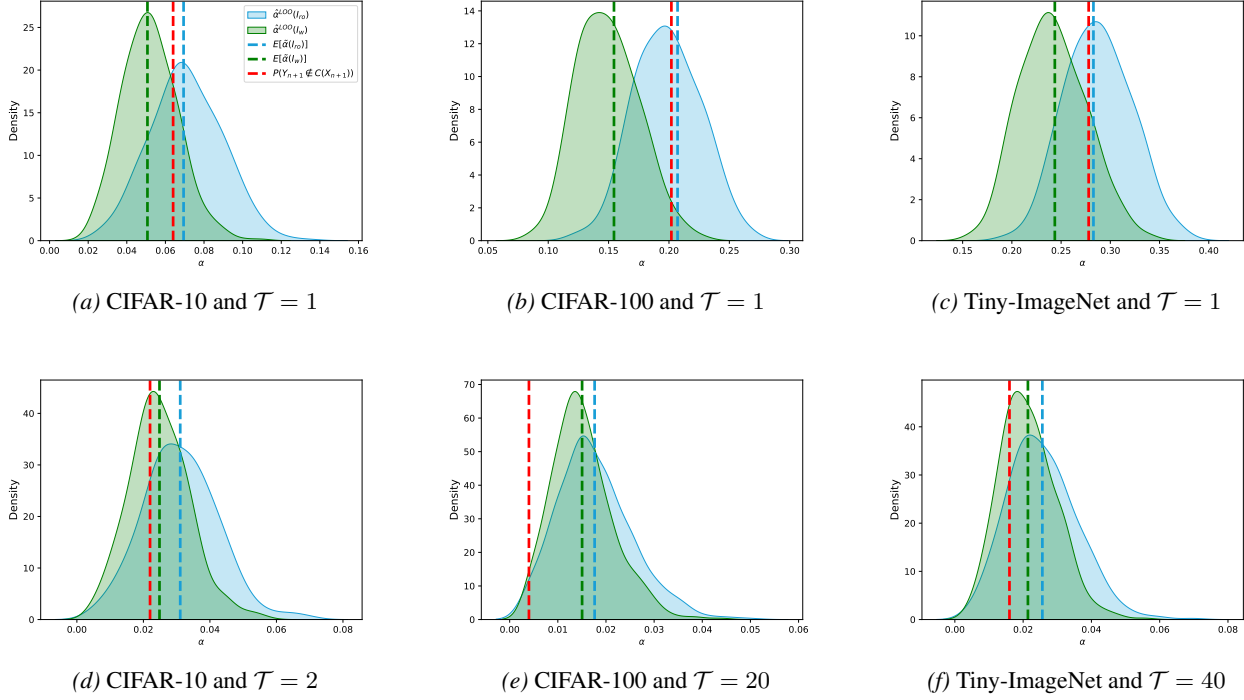 α̂^LOO(I_ro)
α̂^LOO(I_w)
E[α̃(I_ro)]
E[α̃(I_w)]
P(Y_{n+1} ∉ C(X_{n+1}))
Density
25
20
15
10
5
0
0.00 0.02 0.04 0.06 0.08 0.10 0.12 0.14 0.16
α
(a) CIFAR-10 and 𝒯 = 1
Density
14
12
10
8
6
4
2
0
0.05 0.10 0.15 0.20 0.25 0.30
α
(b) CIFAR-100 and 𝒯 = 1
Density
10
8
6
4
2
0
0.15 0.20 0.25 0.30 0.35 0.40
α
(c) Tiny-ImageNet and 𝒯 = 1
Density
40
30
20
10
0
0.00 0.02 0.04 0.06 0.08
α
(d) CIFAR-10 and 𝒯 = 2
Density
70
60
50
40
30
20
10
0
0.00 0.01 0.02 0.03 0.04 0.05 0.06
α
(e) CIFAR-100 and 𝒯 = 20
Density
40
30
20
10
0
0.00 0.02 0.04 0.06 0.08
α
(f) Tiny-ImageNet and 𝒯 = 40